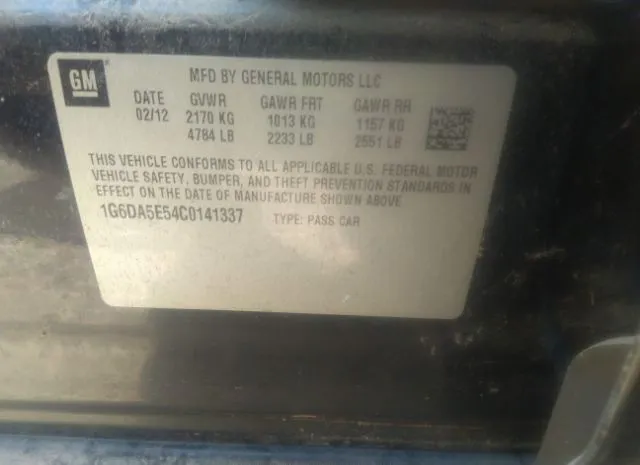 GM
MFD BY GENERAL MOTORS LLC
DATE GVWR GAWR FRT GAWR RR
02/12 2170 KG 1013 KG 1157 KG
4784 LB 2233 LB 2551 LB
THIS VEHICLE CONFORMS TO ALL APPLICABLE U.S. FEDERAL MOTOR
VEHICLE SAFETY, BUMPER, AND THEFT PREVENTION STANDARDS IN
EFFECT ON THE DATE OF MANUFACTURE SHOWN ABOVE
1G6DA5E54C0141337 TYPE: PASS CAR